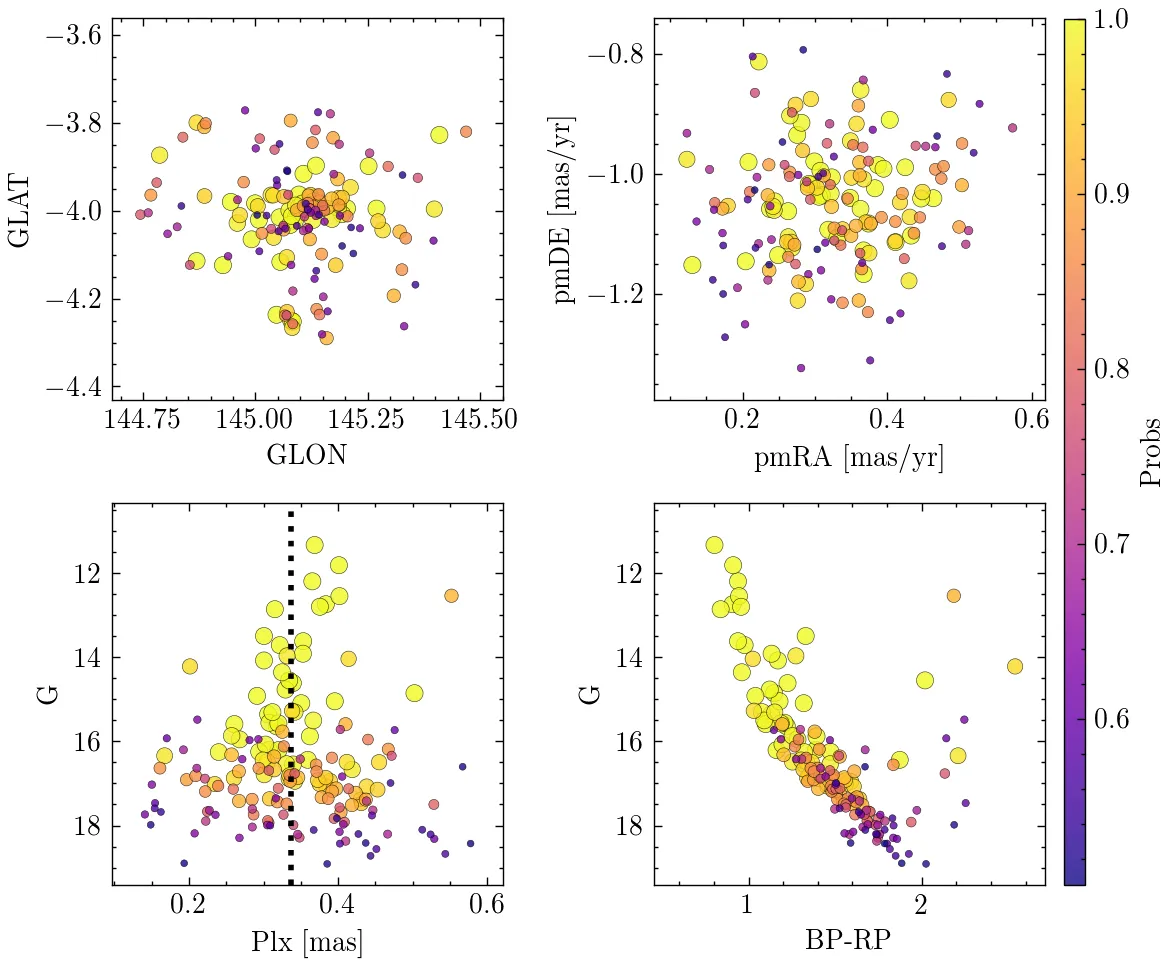 −3.6
−3.8
−4.0
−4.2
−4.4
GLAT
144.75 145.00 145.25 145.50
GLON
−0.8
−1.0
−1.2
pmDE [mas/yr]
0.2 0.4 0.6
pmRA [mas/yr]
1.0
0.9
0.8
0.7
0.6
Probs
12
14
16
18
G
0.2 0.4 0.6
Plx [mas]
12
14
16
18
G
1 2
BP-RP